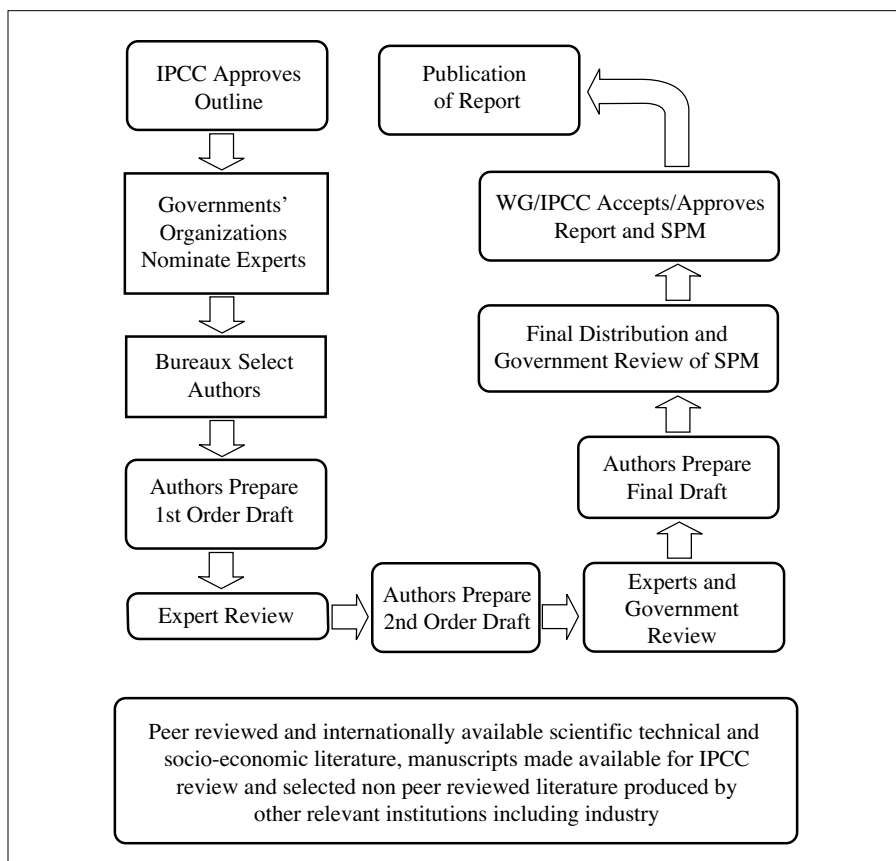 IPCC Approves
Outline
Governments’
Organizations
Nominate Experts
Bureaux Select
Authors
Authors Prepare
1st Order Draft
Expert Review
Authors Prepare
2nd Order Draft
Experts and
Government
Review
Authors Prepare
Final Draft
Final Distribution and
Government Review of SPM
WG/IPCC Accepts/Approves
Report and SPM
Publication
of Report
Peer reviewed and internationally available scientific technical and
socio-economic literature, manuscripts made available for IPCC
review and selected non peer reviewed literature produced by
other relevant institutions including industry